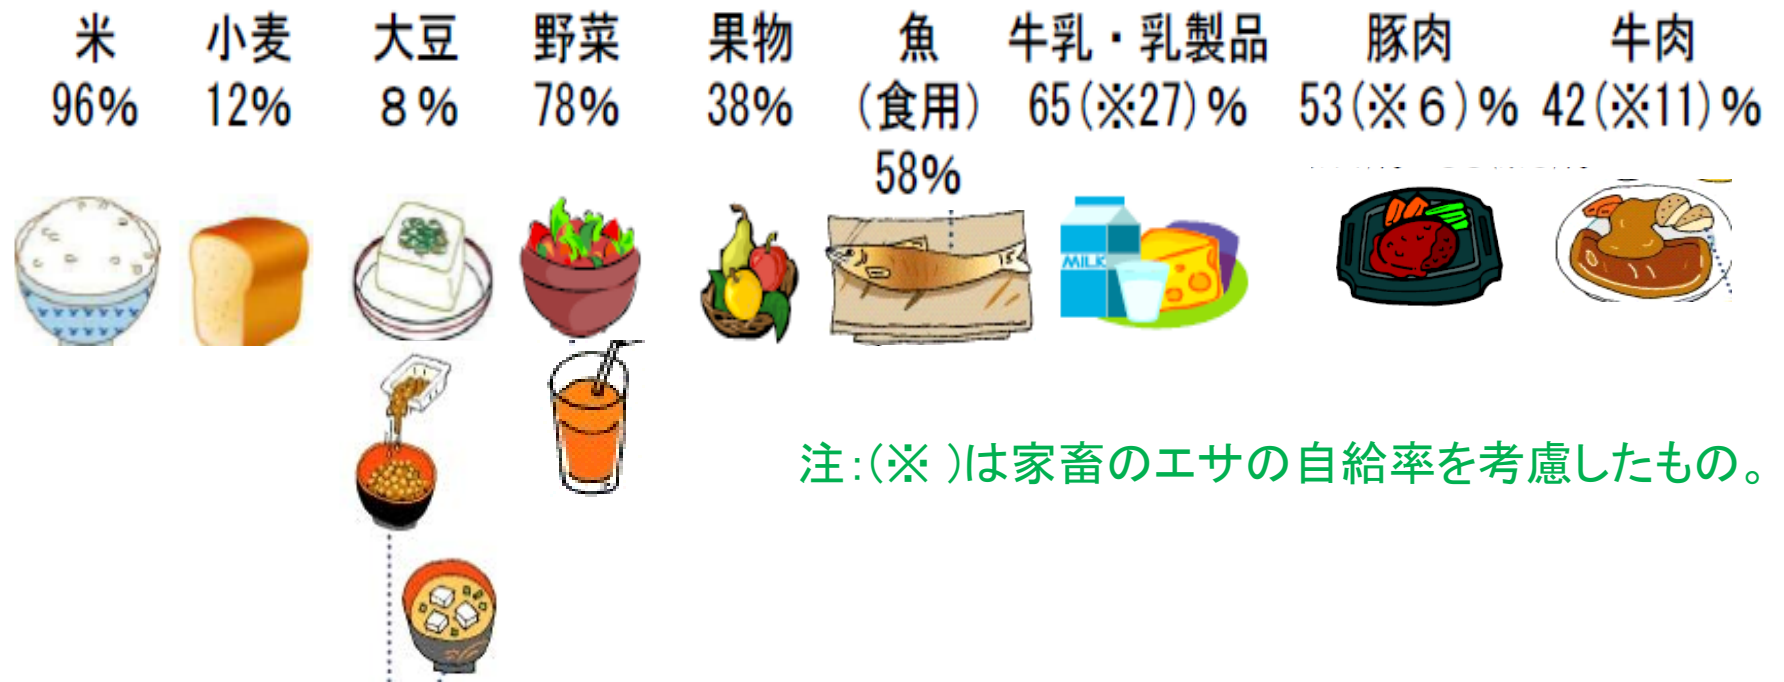 米 小麦 大豆 野菜 果物 魚 牛乳・乳製品 豚肉 牛肉
96% 12% 8% 78% 38% (食用) 65(※27)% 53(※6)% 42(※11)%
58%
MILK
注:(※ )は家畜のエサの自給率を考慮したもの。